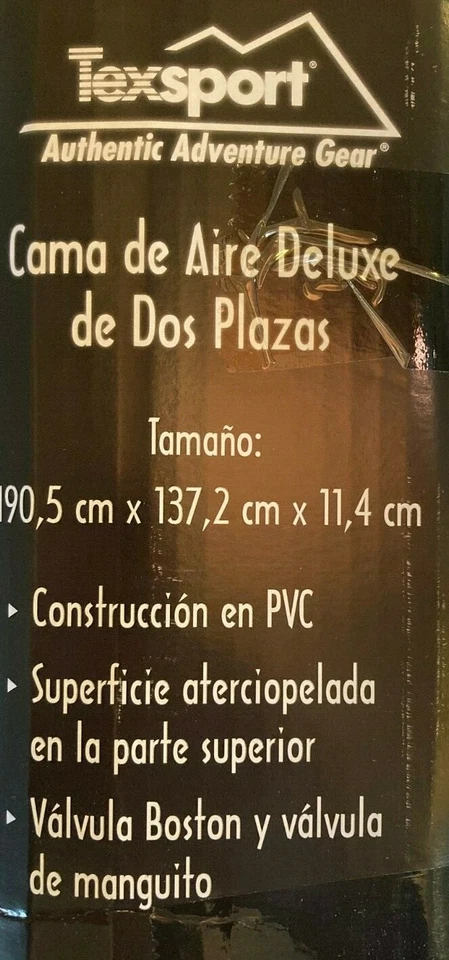 Texsport®
Authentic Adventure Gear®
Cama de Aire Deluxe
de Dos Plazas
Tamaño:
190,5 cm x 137,2 cm x 11,4 cm
▸ Construcción en PVC
▸ Superficie aterciopelada
en la parte superior
▸ Válvula Boston y válvula
de manguito